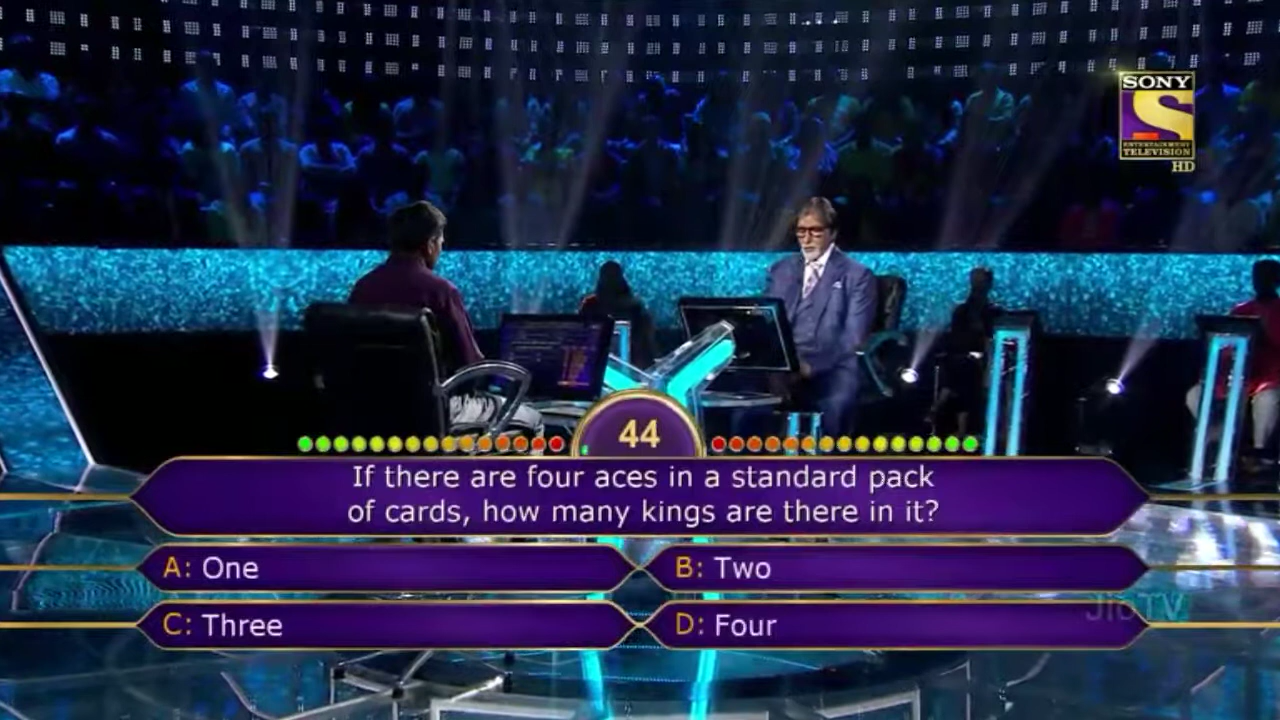 SONY
S
ENTERTAINMENT
TELEVISION
HD
44
If there are four aces in a standard pack
of cards, how many kings are there in it?
A: One
B: Two
C: Three
D: Four
JioTV